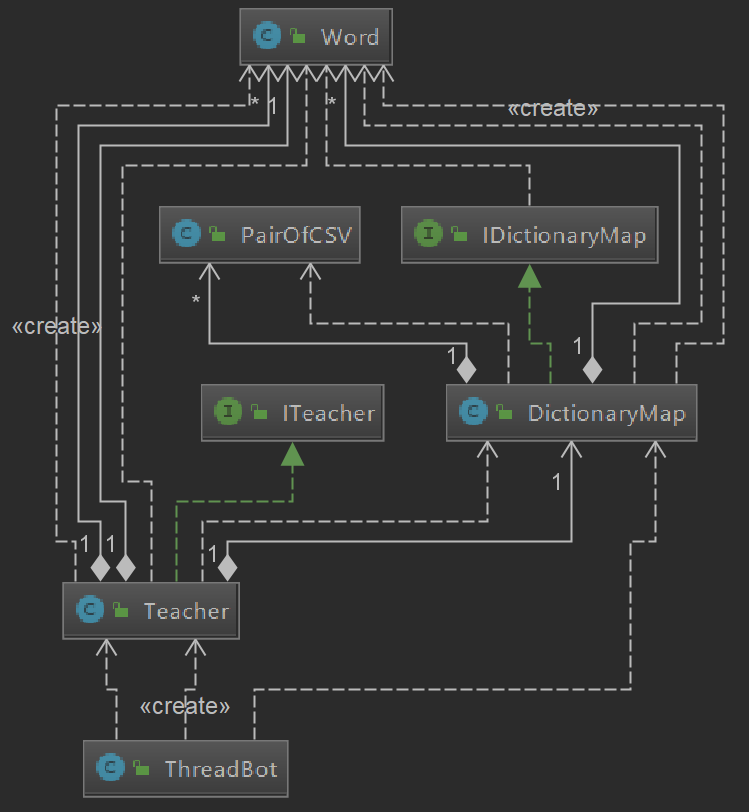 C Word
* 1 *
«create»
C PairOfCSV
I IDictionaryMap
*
«create»
1
1
I ITeacher
C DictionaryMap
1
1 1 1
C Teacher
«create»
C ThreadBot